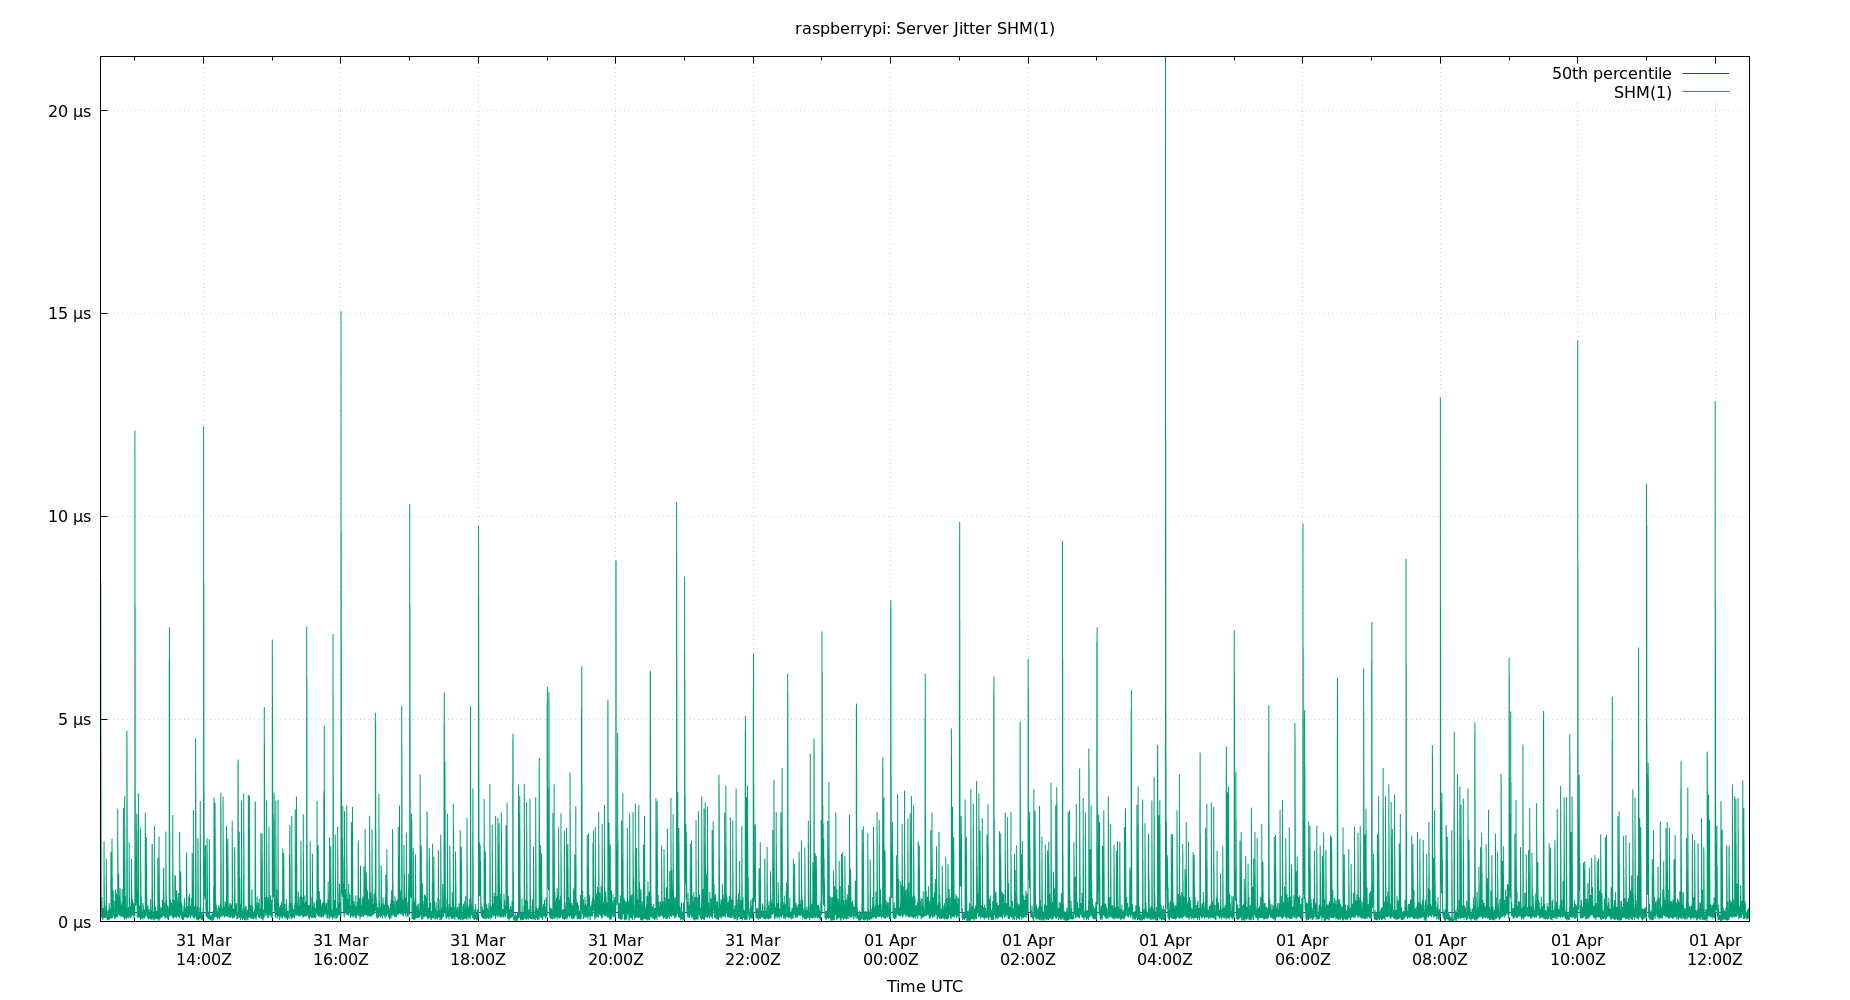 raspberrypi: Server Jitter SHM(1)
50th percentile
SHM(1)
20 µs
15 µs
10 µs
5 µs
0 µs
31 Mar 31 Mar 31 Mar 31 Mar 31 Mar 01 Apr 01 Apr 01 Apr 01 Apr 01 Apr 01 Apr 01 Apr
14:00Z 16:00Z 18:00Z 20:00Z 22:00Z 00:00Z 02:00Z 04:00Z 06:00Z 08:00Z 10:00Z 12:00Z
Time UTC